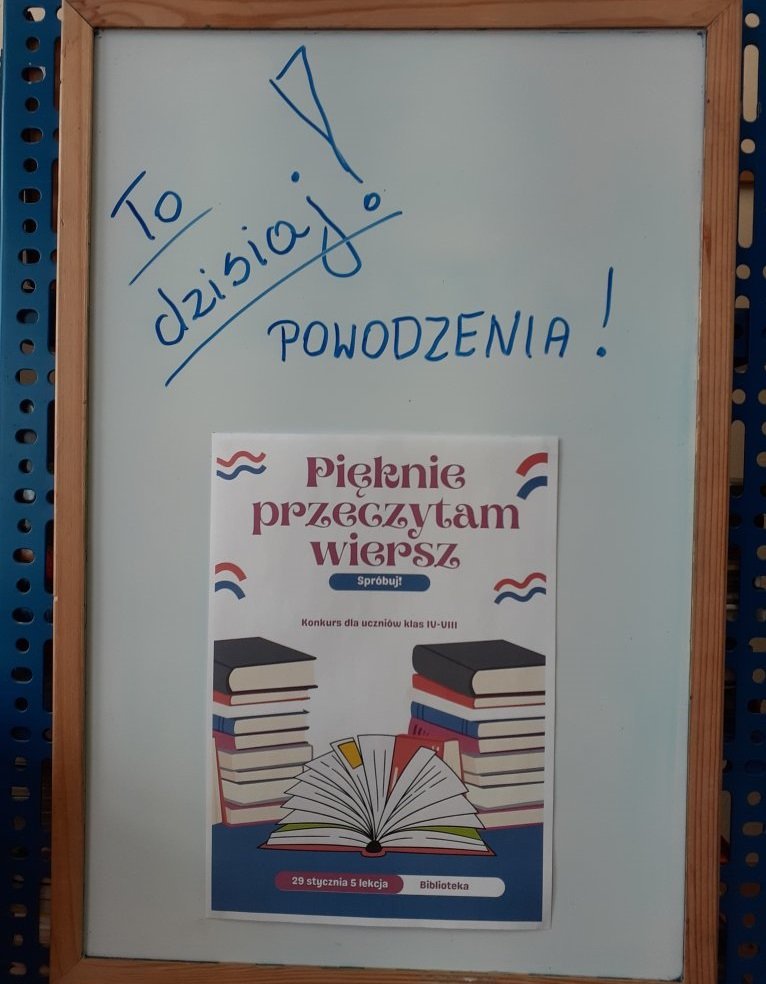 To
dzisiaj!
POWODZENIA!
Pięknie
przeczytam
wiersz
Spróbuj!
Konkurs dla uczniów klas IV-VIII
29 stycznia 5 lekcja Biblioteka